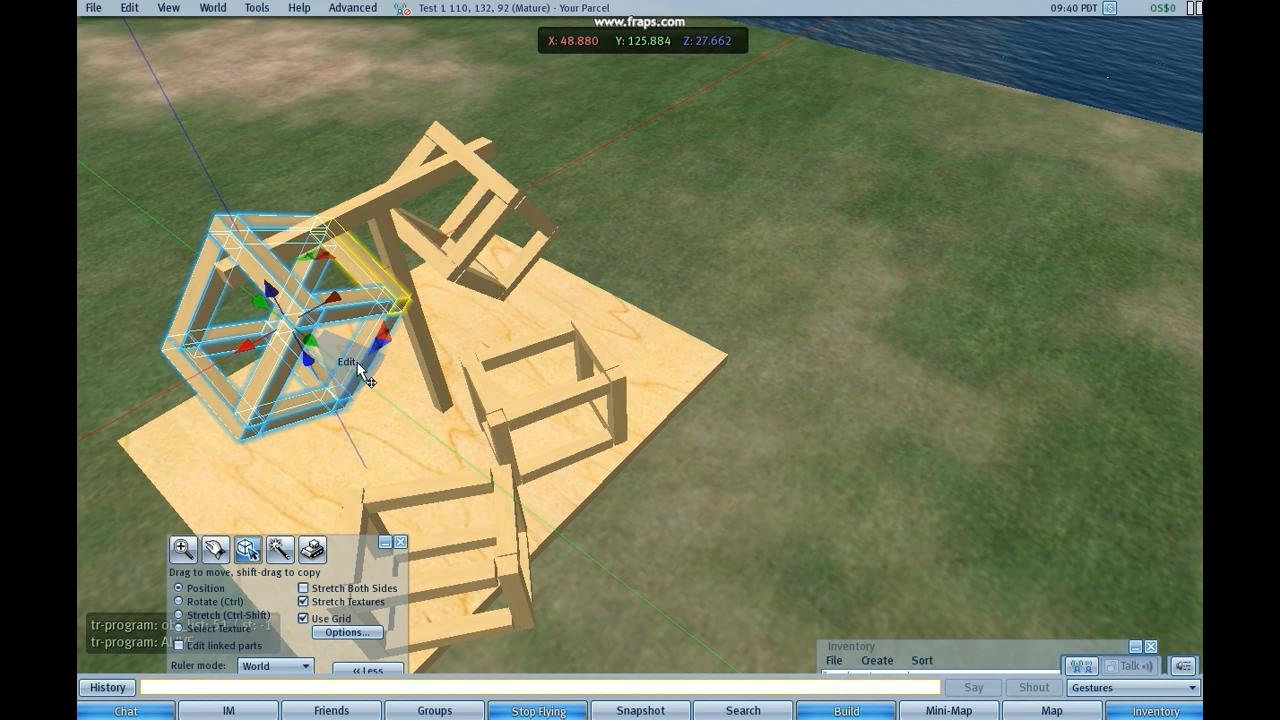 File Edit View World Tools Help Advanced Test 1 110, 132, 92 (Mature) - Your Parcel 09:40 PDT OS$0
www.fraps.com
X: 48.880 Y: 125.884 Z: 27.662
Edit
Drag to move, shift-drag to copy
Position Stretch Both Sides
Rotate (Ctrl) Stretch Textures
Stretch (Ctrl-Shift) Use Grid
Select Texture Options...
Edit linked parts
Ruler mode: World << Less
tr-program:
tr-program:
Inventory
File Create Sort
Talk
History Say Shout Gestures
Chat IM Friends Groups Stop Flying Snapshot Search Build Mini-Map Map Inventory